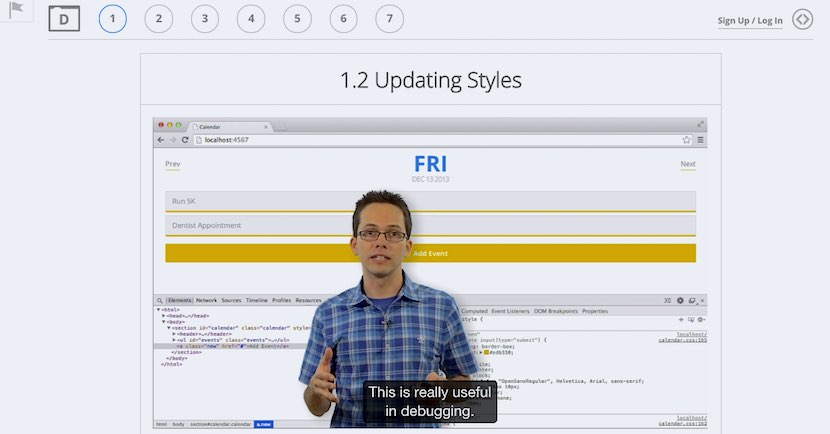 D 1 2 3 4 5 6 7 Sign Up / Log In
1.2 Updating Styles
Calendar
localhost:4567
Prev FRI Next
DEC 13 2013
Run 5K
Dentist Appointment
Add Event
Elements Network Sources Timeline Profiles Resources Computed Event Listeners DOM Breakpoints Properties
<html>
<head>…</head>
<body>
<section id="calendar" class="calendar" style
<header>…</header>
<ul id="events" class="events">…</ul>
<a class="new" href="#">Add Event</a>
</section>
</body>
</html>
style {
localhost/
input[type="submit"] { calendar.css:165
border-box;
#edb330;
"OpenSansRegular", Helvetica, Arial, sans-serif;
10px;
localhost/
calendar.css:162
This is really useful
in debugging.
html body section#calendar.calendar a.new